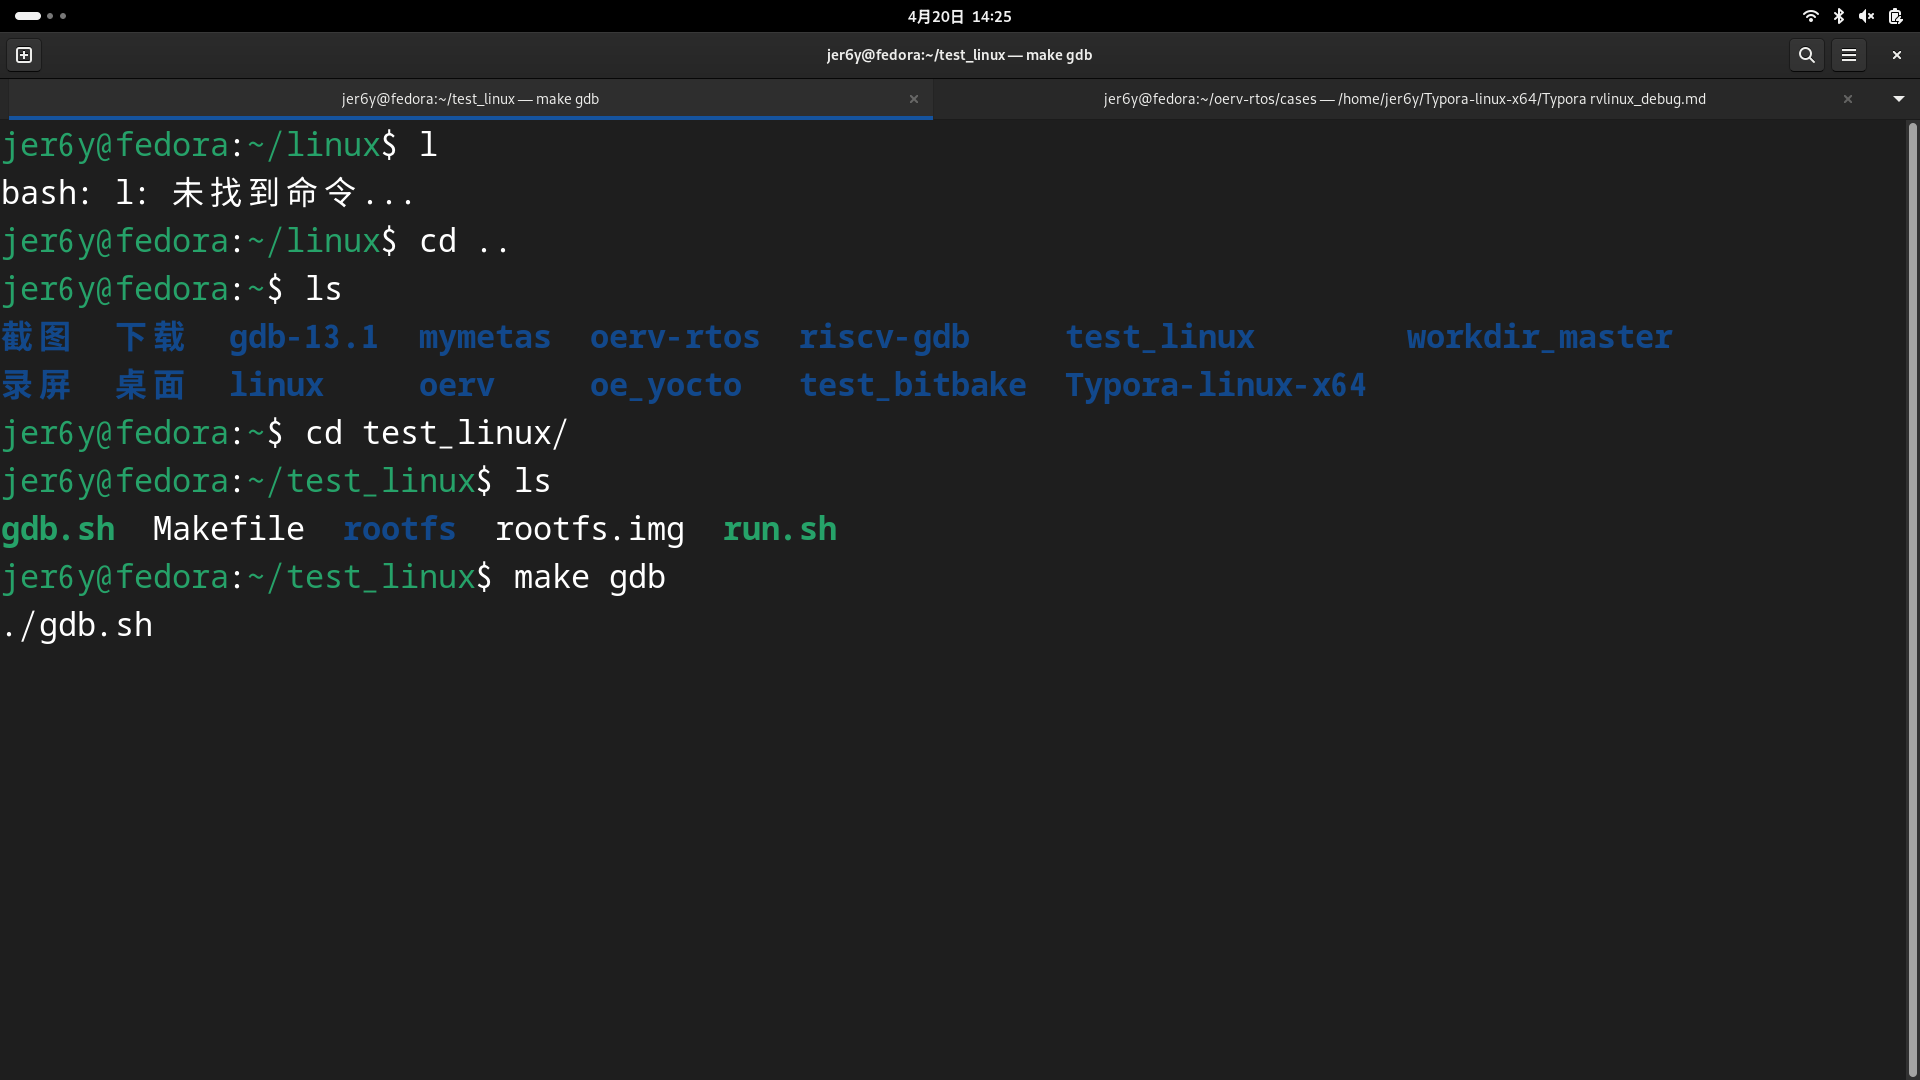 4月20日 14:25
jer6y@fedora:~/test_linux — make gdb
jer6y@fedora:~/test_linux — make gdb
jer6y@fedora:~/oerv-rtos/cases — /home/jer6y/Typora-linux-x64/Typora rvlinux_debug.md
jer6y@fedora:~/linux$ l
bash: l: 未找到命令...
jer6y@fedora:~/linux$ cd ..
jer6y@fedora:~$ ls
截图 下载 gdb-13.1 mymetas oerv-rtos riscv-gdb test_linux workdir_master
录屏 桌面 linux oerv oe_yocto test_bitbake Typora-linux-x64
jer6y@fedora:~$ cd test_linux/
jer6y@fedora:~/test_linux$ ls
gdb.sh Makefile rootfs rootfs.img run.sh
jer6y@fedora:~/test_linux$ make gdb
./gdb.sh